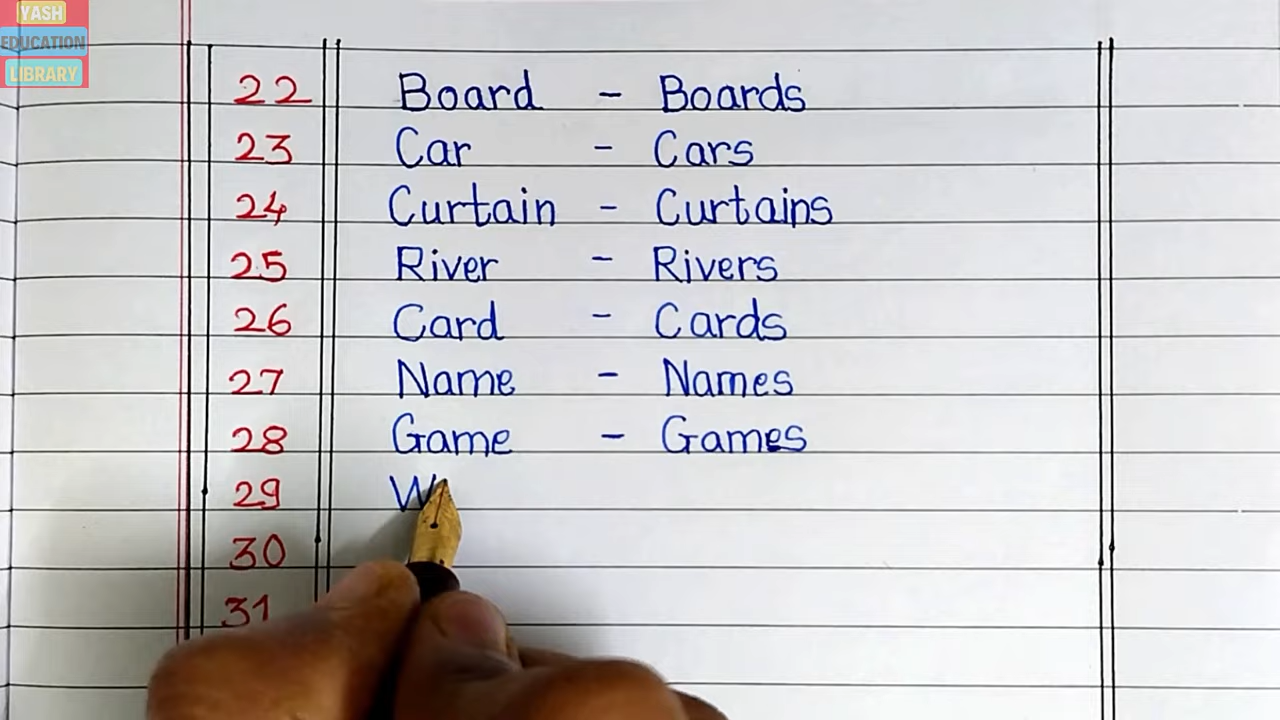 YASH
EDUCATION
LIBRARY
22 Board - Boards
23 Car - Cars
24 Curtain - Curtains
25 River - Rivers
26 Card - Cards
27 Name - Names
28 Game - Games
29 W
30
31